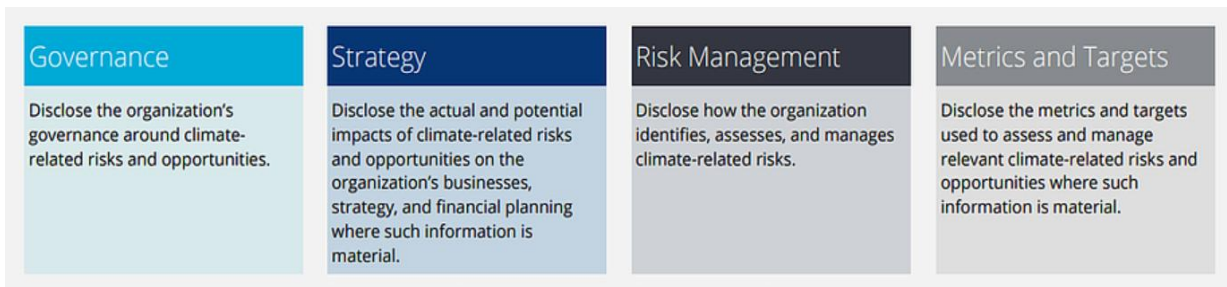 Governance
Disclose the organization's
governance around climate-
related risks and opportunities.
Strategy
Disclose the actual and potential
impacts of climate-related risks
and opportunities on the
organization's businesses,
strategy, and financial planning
where such information is
material.
Risk Management
Disclose how the organization
identifies, assesses, and manages
climate-related risks.
Metrics and Targets
Disclose the metrics and targets
used to assess and manage
relevant climate-related risks and
opportunities where such
information is material.